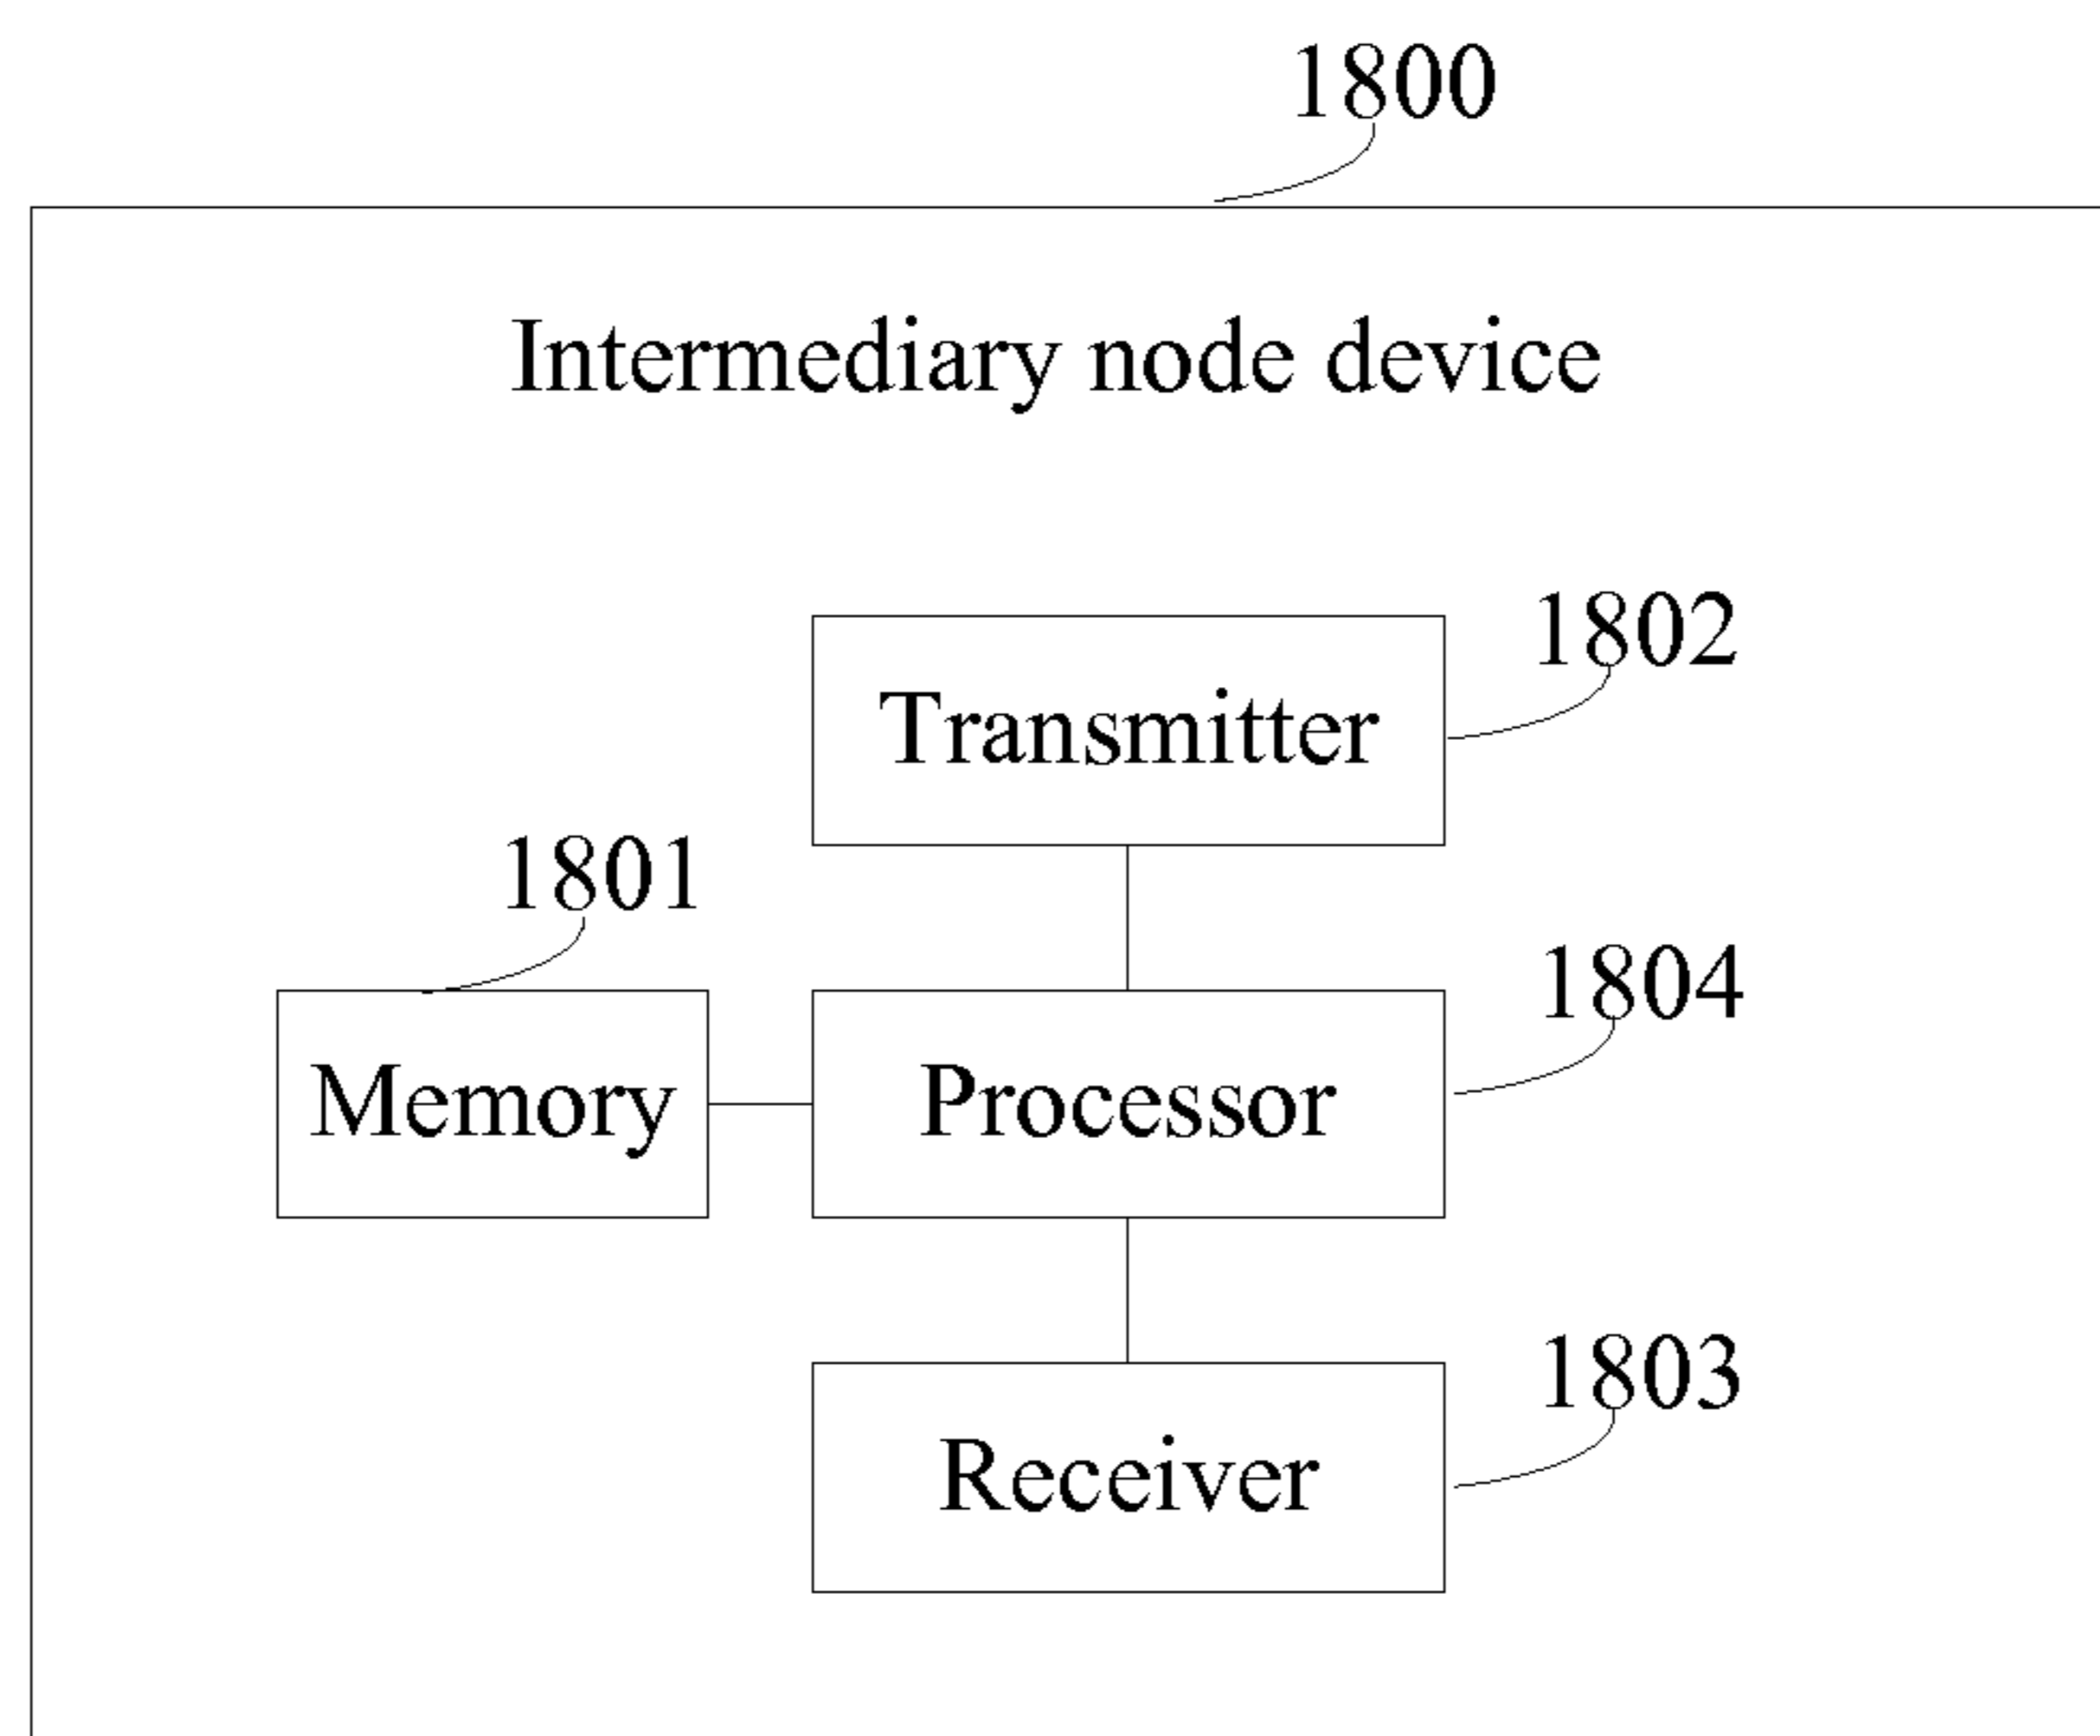 1800
Intermediary node device
1802
Transmitter
1801
1804
Memory
Processor
1803
Receiver